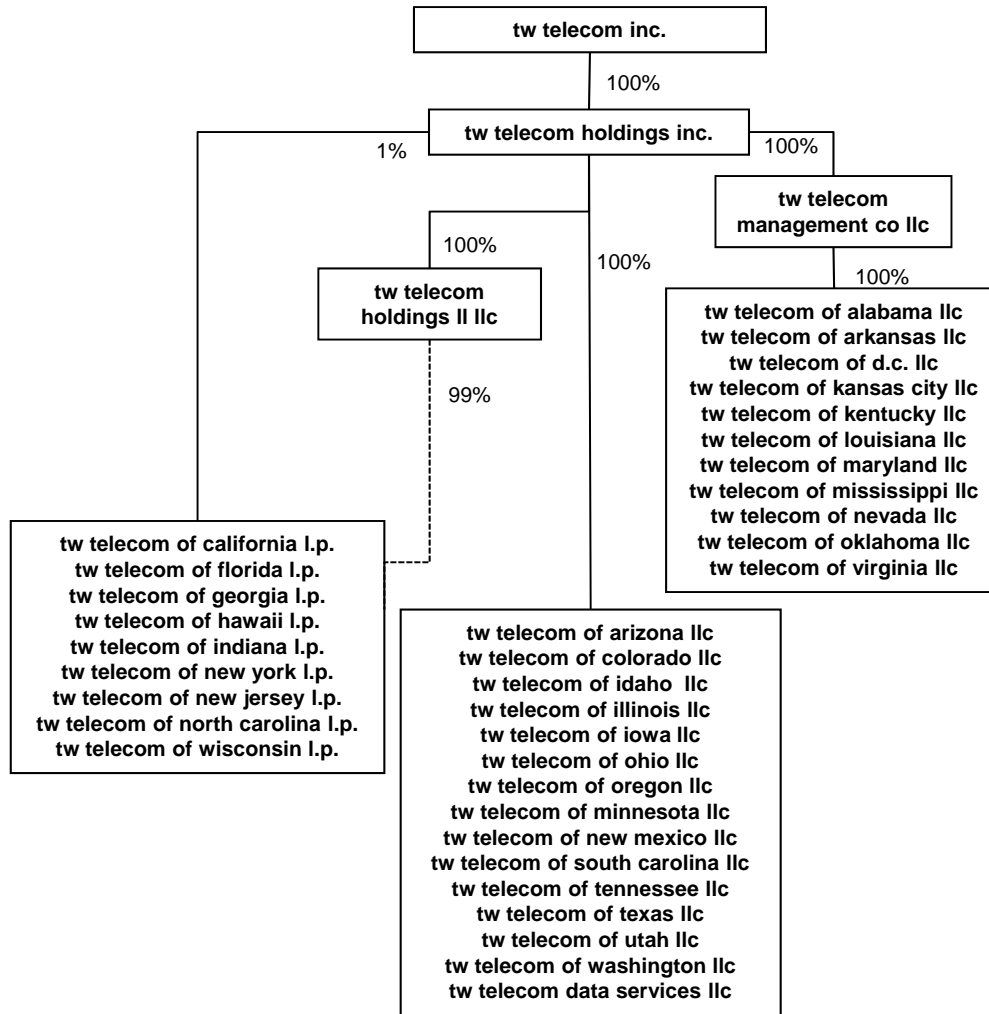 tw telecom inc.
100%
tw telecom holdings inc.
1%
100%
tw telecom
management co llc
100%
100%
100%
tw telecom
holdings II llc
99%
tw telecom of alabama llc
tw telecom of arkansas llc
tw telecom of d.c. llc
tw telecom of kansas city llc
tw telecom of kentucky llc
tw telecom of louisiana llc
tw telecom of maryland llc
tw telecom of mississippi llc
tw telecom of nevada llc
tw telecom of oklahoma llc
tw telecom of virginia llc
tw telecom of california l.p.
tw telecom of florida l.p.
tw telecom of georgia l.p.
tw telecom of hawaii l.p.
tw telecom of indiana l.p.
tw telecom of new york l.p.
tw telecom of new jersey l.p.
tw telecom of north carolina l.p.
tw telecom of wisconsin l.p.
tw telecom of arizona llc
tw telecom of colorado llc
tw telecom of idaho  llc
tw telecom of illinois llc
tw telecom of iowa llc
tw telecom of ohio llc
tw telecom of oregon llc
tw telecom of minnesota llc
tw telecom of new mexico llc
tw telecom of south carolina llc
tw telecom of tennessee llc
tw telecom of texas llc
tw telecom of utah llc
tw telecom of washington llc
tw telecom data services llc